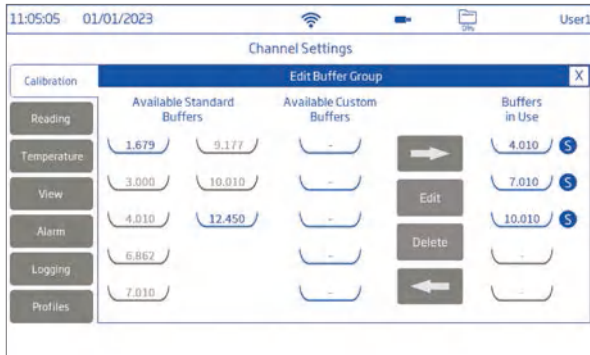 11:05:05 01/01/2023 0% User1
Channel Settings
Calibration
Edit Buffer Group X
Reading
Temperature
View
Alarm
Logging
Profiles
Available Standard
Buffers
Available Custom
Buffers
Buffers
in Use
1.679 9.177 - 4.010 S
3.000 10.010 - 7.010 S
Edit
4.010 12.450 - 10.010 S
Delete
6.862 - -
7.010 - -